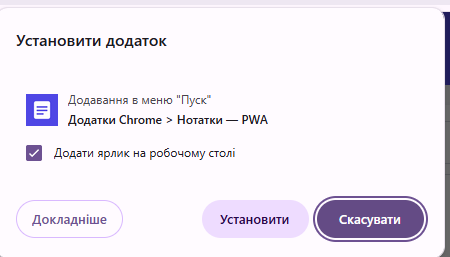 Установити додаток
Додавання в меню "Пуск"
Додатки Chrome > Нотатки — PWA
Додати ярлик на робочому столі
Докладніше
Установити
Скасувати